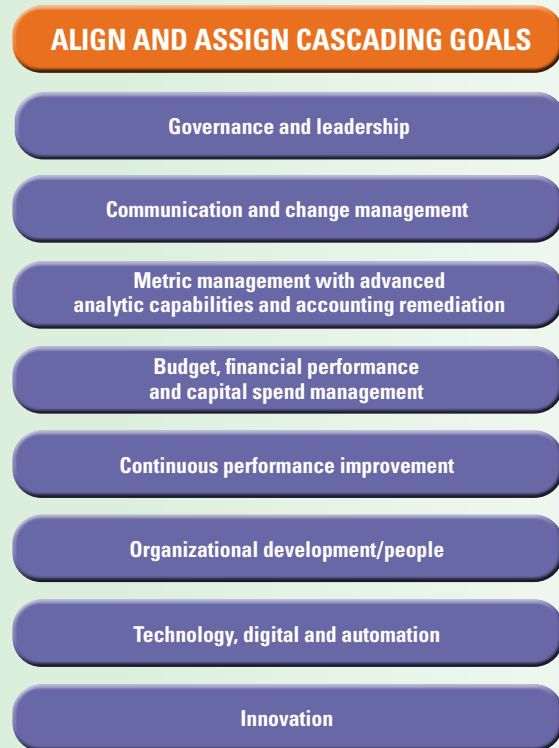 ALIGN AND ASSIGN CASCADING GOALS
Governance and leadership
Communication and change management
Metric management with advanced
analytic capabilities and accounting remediation
Budget, financial performance
and capital spend management
Continuous performance improvement
Organizational development/people
Technology, digital and automation
Innovation